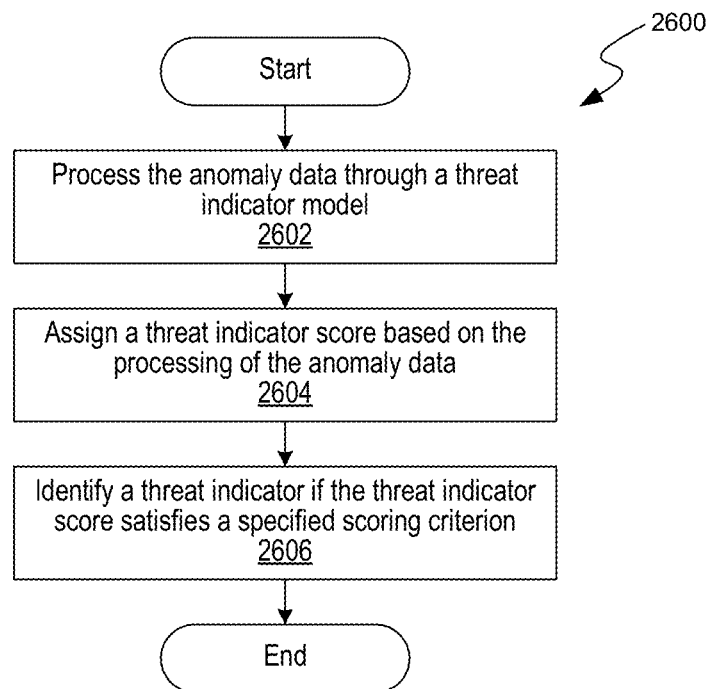 2600
Start
Process the anomaly data through a threat
indicator model
2602
Assign a threat indicator score based on the
processing of the anomaly data
2604
Identify a threat indicator if the threat indicator
score satisfies a specified scoring criterion
2606
End